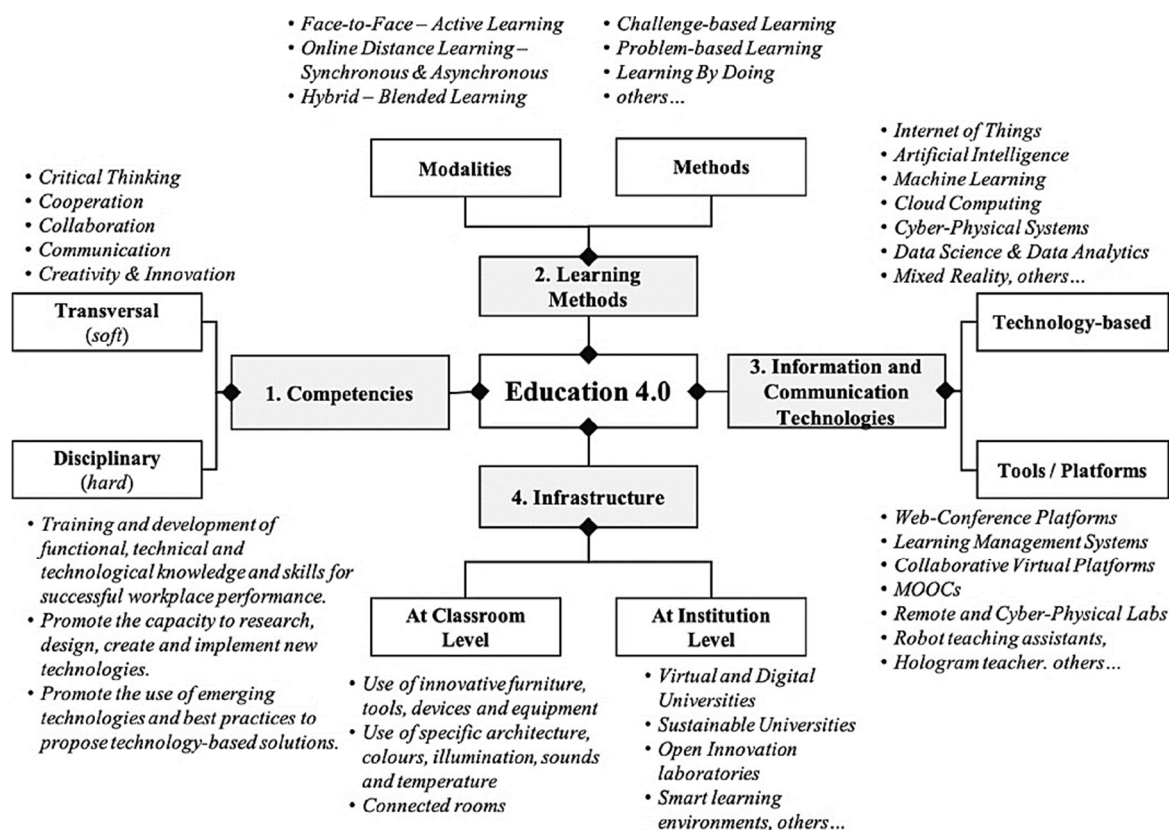 • Face-to-Face – Active Learning
• Online Distance Learning –
Synchronous & Asynchronous
• Hybrid – Blended Learning
• Challenge-based Learning
• Problem-based Learning
• Learning By Doing
• others…
Modalities
Methods
2. Learning
Methods
• Critical Thinking
• Cooperation
• Collaboration
• Communication
• Creativity & Innovation
Transversal
(soft)
1. Competencies
Disciplinary
(hard)
• Training and development of
functional, technical and
technological knowledge and skills for
successful workplace performance.
• Promote the capacity to research,
design, create and implement new
technologies.
• Promote the use of emerging
technologies and best practices to
propose technology-based solutions.
Education 4.0
• Internet of Things
• Artificial Intelligence
• Machine Learning
• Cloud Computing
• Cyber-Physical Systems
• Data Science & Data Analytics
• Mixed Reality, others…
Technology-based
3. Information and
Communication
Technologies
Tools / Platforms
• Web-Conference Platforms
• Learning Management Systems
• Collaborative Virtual Platforms
• MOOCs
• Remote and Cyber-Physical Labs
• Robot teaching assistants,
• Hologram teacher. others…
4. Infrastructure
At Classroom
Level
• Use of innovative furniture,
tools, devices and equipment
• Use of specific architecture,
colours, illumination, sounds
and temperature
• Connected rooms
At Institution
Level
• Virtual and Digital
Universities
• Sustainable Universities
• Open Innovation
laboratories
• Smart learning
environments, others…